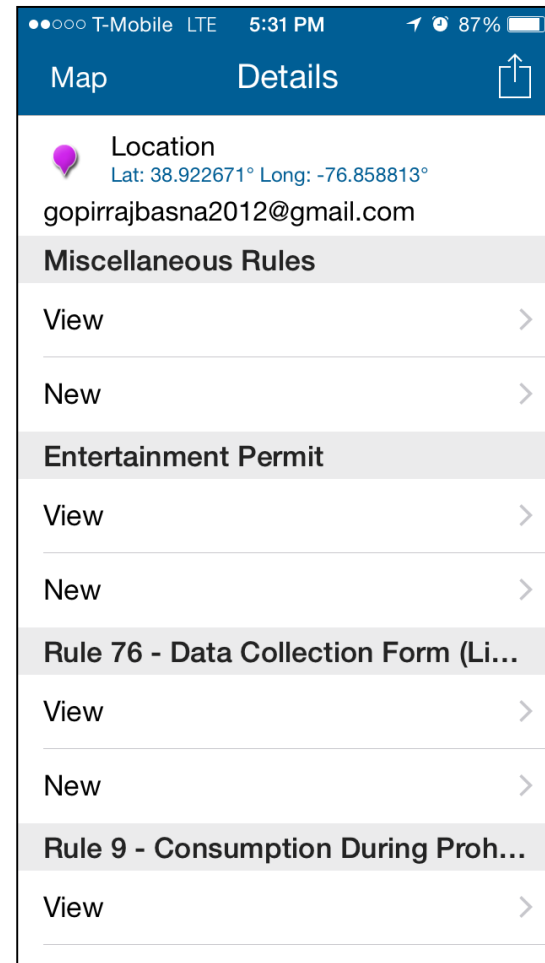 T-Mobile LTE 5:31 PM 87%
Map Details
Location
Lat: 38.922671° Long: -76.858813°
gopirrajbasna2012@gmail.com
Miscellaneous Rules
View
New
Entertainment Permit
View
New
Rule 76 - Data Collection Form (Li...
View
New
Rule 9 - Consumption During Proh...
View